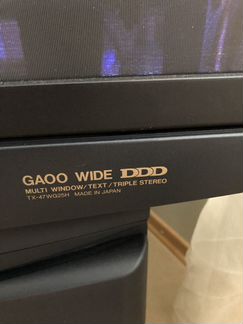 GAOO WIDE DDD
MULTI WINDOW/TEXT/TRIPLE STEREO
TX-47WG25H MADE IN JAPAN